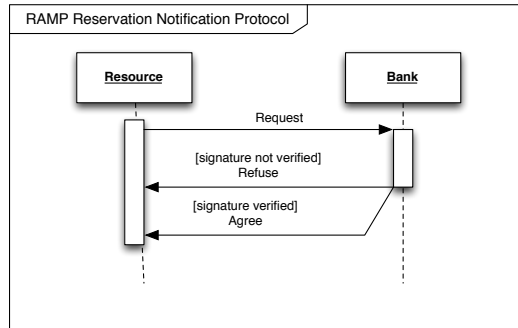 RAMP Reservation Notification Protocol
Resource
Bank
Request
[signature not verified]
Refuse
[signature verified]
Agree